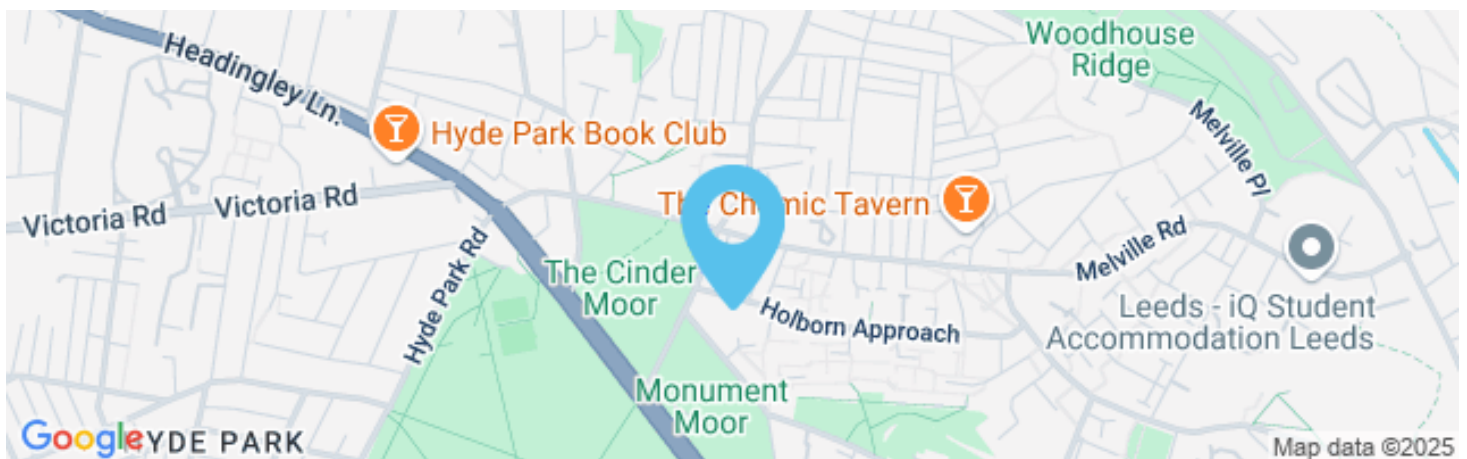 Headingley Ln.
Hyde Park Book Club
Woodhouse
Ridge
Melville Pl
Victoria Rd
Victoria Rd
Hyde Park Rd
The Cinder
Moor
Tavern
Melville Rd
Holborn Approach
Leeds - iQ Student
Accommodation Leeds
Monument
Moor
Google
YDE PARK
Map data ©2025